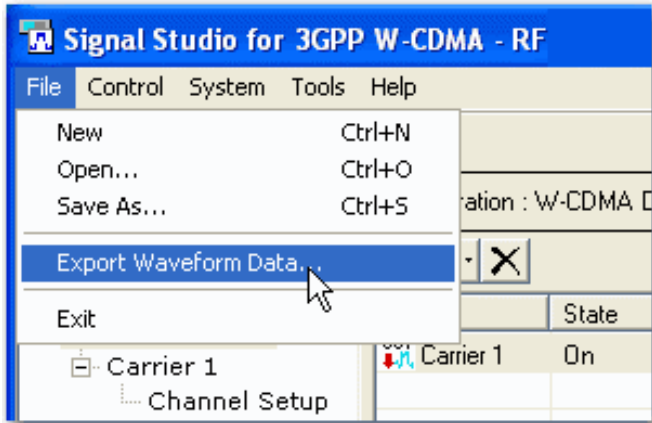 Signal Studio for 3GPP W-CDMA - RF
File Control System Tools Help
New Ctrl+N
Open... Ctrl+O
Save As... Ctrl+S
ation : W-CDMA D
Export Waveform Data...
Exit
State
Carrier 1 On
Carrier 1
Channel Setup